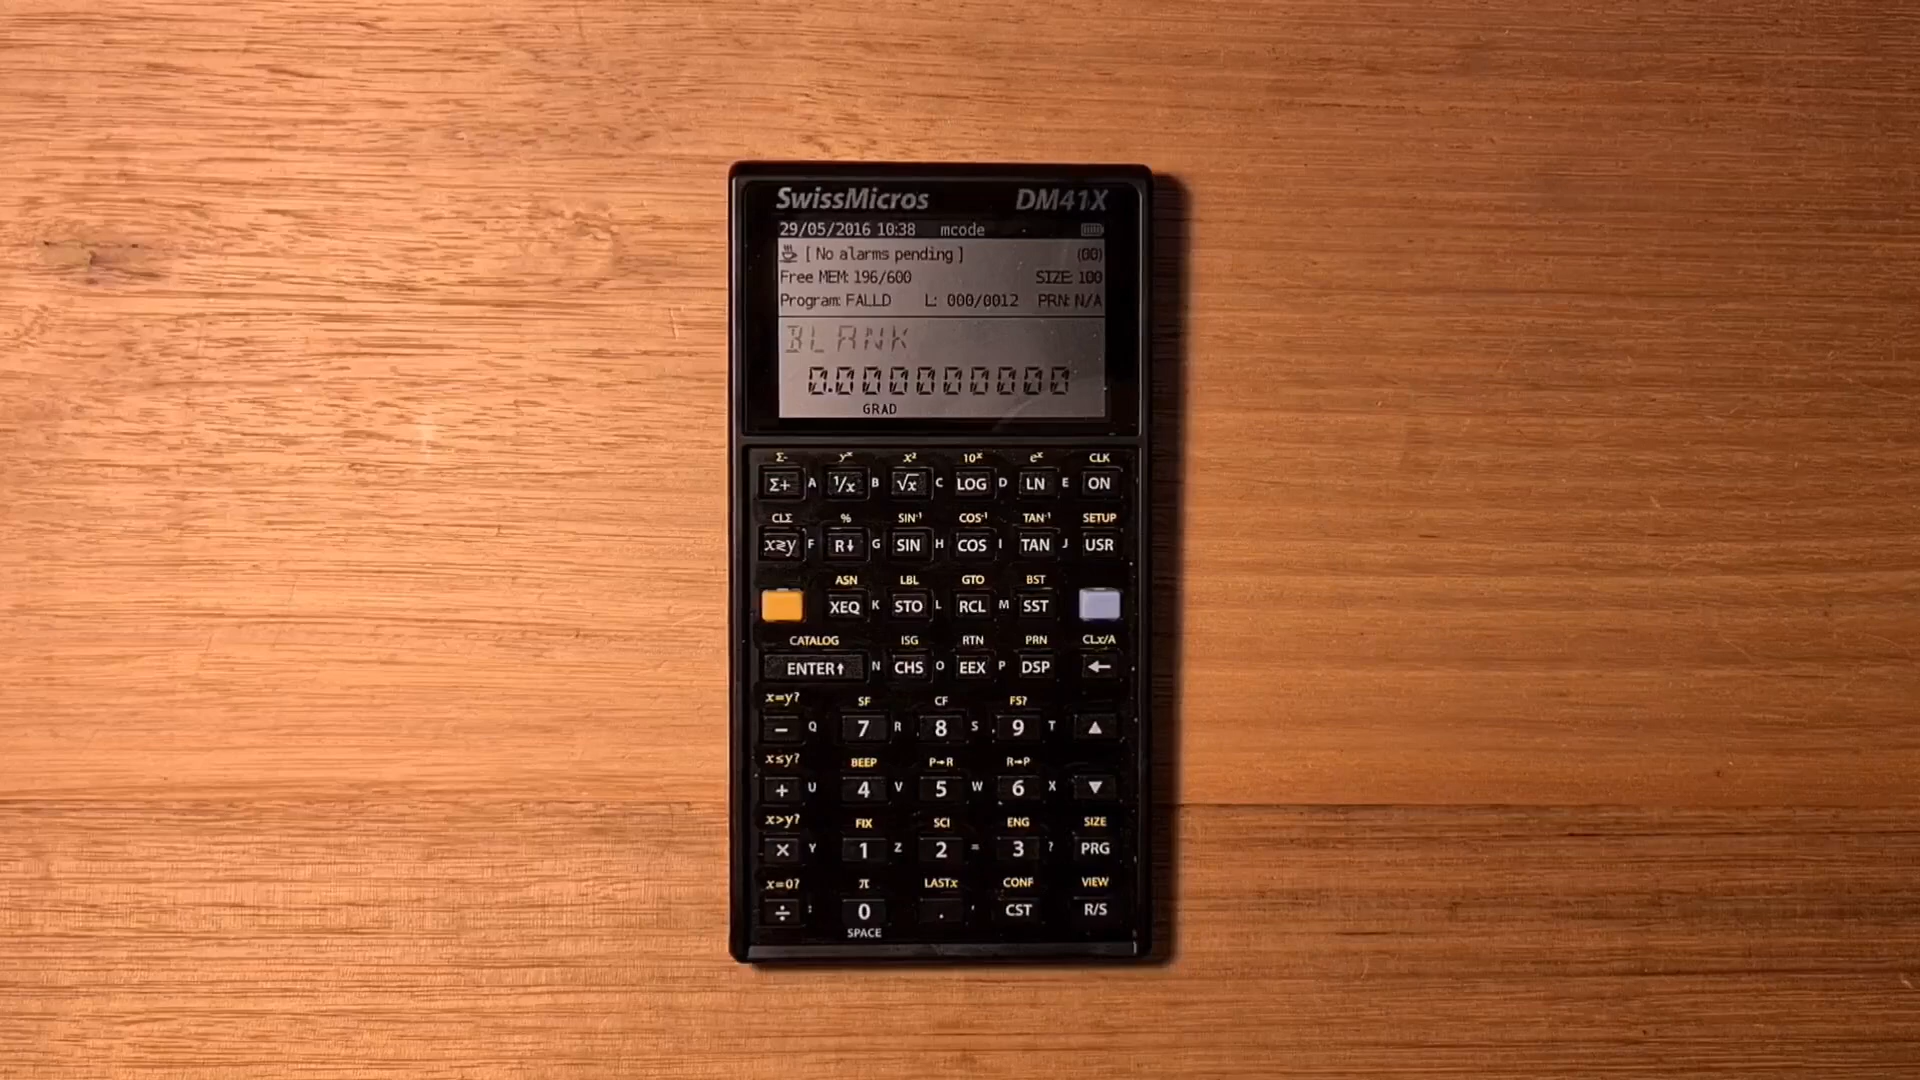 SwissMicros DM41X
29/05/2016 10:38 mcode
[ No alarms pending ] (00)
Free MEM: 196/600 SIZE: 100
Program: FALLD L: 000/0012 PRN: N/A
BLANK
0.000000000
GRAD
Σ- yˣ x² 10ˣ eˣ CLK
Σ+ A 1/x B √x C LOG D LN E ON
CLΣ % SIN⁻¹ COS⁻¹ TAN⁻¹ SETUP
x≷y F R↓ G SIN H COS I TAN J USR
ASN LBL GTO BST
XEQ K STO L RCL M SST
CATALOG ISG RTN PRN CLx/A
ENTER↑ N CHS O EEX P DSP ←
x=y? SF CF FS?
− Q 7 R 8 S 9 T ▲
x≤y? BEEP P→R R→P
+ U 4 V 5 W 6 X ▼
x>y? FIX SCI ENG SIZE
× Y 1 Z 2 = 3 ? PRG
x=0? π LASTx CONF VIEW
÷ : 0 . , CST R/S
SPACE